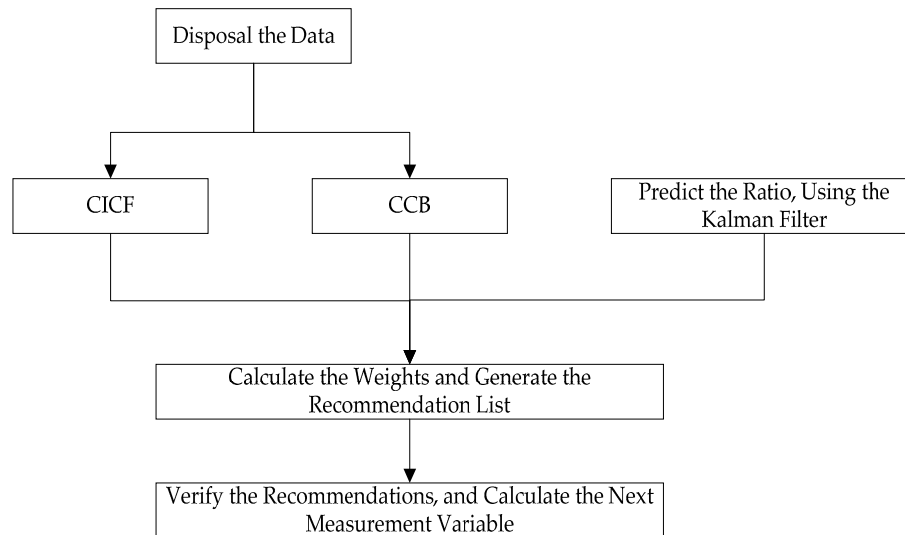 Disposal the Data
CICF
CCB
Predict the Ratio, Using the
Kalman Filter
Calculate the Weights and Generate the
Recommendation List
Verify the Recommendations, and Calculate the Next
Measurement Variable